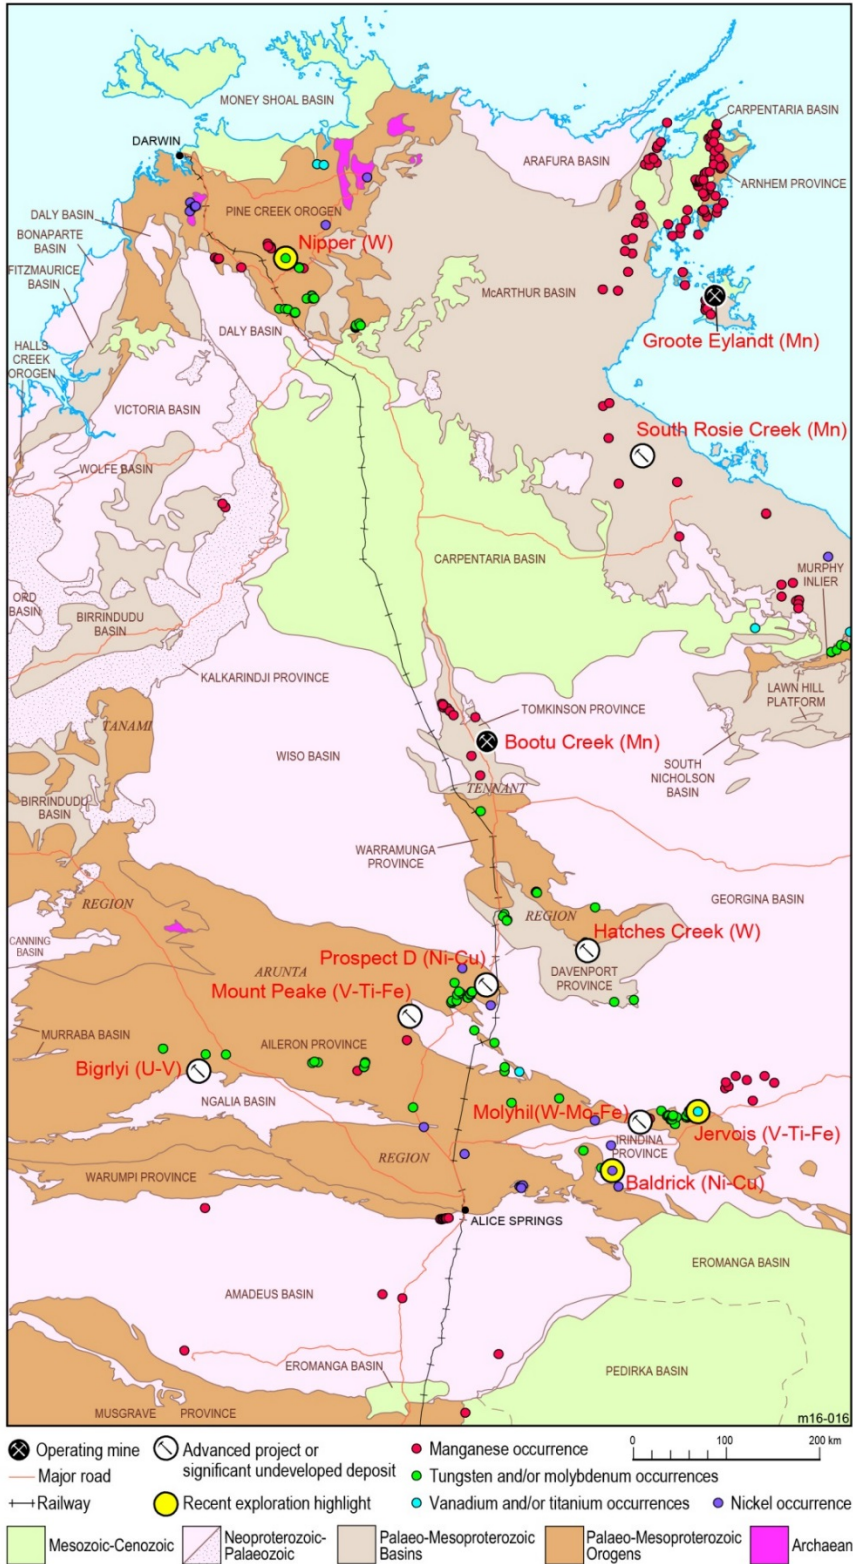 MONEY SHOAL BASIN
CARPENTARIA BASIN
DARWIN
ARAFURA BASIN
ARNHEM PROVINCE
PINE CREEK OROGEN
DALY BASIN
BONAPARTE
BASIN
FITZMAURICE
BASIN
Nipper (W)
McARTHUR BASIN
DALY BASIN
Groote Eylandt (Mn)
HALLS
CREEK
OROGEN
VICTORIA BASIN
South Rosie Creek (Mn)
WOLFE BASIN
CARPENTARIA BASIN
MURPHY
INLIER
ORD
BASIN
BIRRINDUDU
BASIN
KALKARINDJI PROVINCE
LAWN HILL
PLATFORM
TOMKINSON PROVINCE
TANAMI
WISO BASIN
Bootu Creek (Mn)
SOUTH
NICHOLSON
BASIN
BIRRINDUDU
BASIN
TENNANT
WARRAMUNGA
PROVINCE
REGION
GEORGINA BASIN
REGION
Hatches Creek (W)
CANNING
BASIN
Prospect D (Ni-Cu)
ARUNTA
DAVENPORT
PROVINCE
Mount Peake (V-Ti-Fe)
MURRABA BASIN
AILERON PROVINCE
Bigrlyi (U-V)
NGALIA BASIN
Molyhil(W-Mo-Fe)
Jervois (V-Ti-Fe)
IRINDINA
PROVINCE
REGION
WARUMPI PROVINCE
Baldrick (Ni-Cu)
ALICE SPRINGS
EROMANGA BASIN
AMADEUS BASIN
EROMANGA BASIN
PEDIRKA BASIN
MUSGRAVE PROVINCE
m16-016
Operating mine
Advanced project or
significant undeveloped deposit
Manganese occurrence
0 100 200 km
Major road
Tungsten and/or molybdenum occurrences
Railway
Recent exploration highlight
Vanadium and/or titanium occurrences
Nickel occurrence
Mesozoic-Cenozoic
Neoproterozoic-
Palaeozoic
Palaeo-Mesoproterozoic
Basins
Palaeo-Mesoproterozoic
Orogens
Archaean